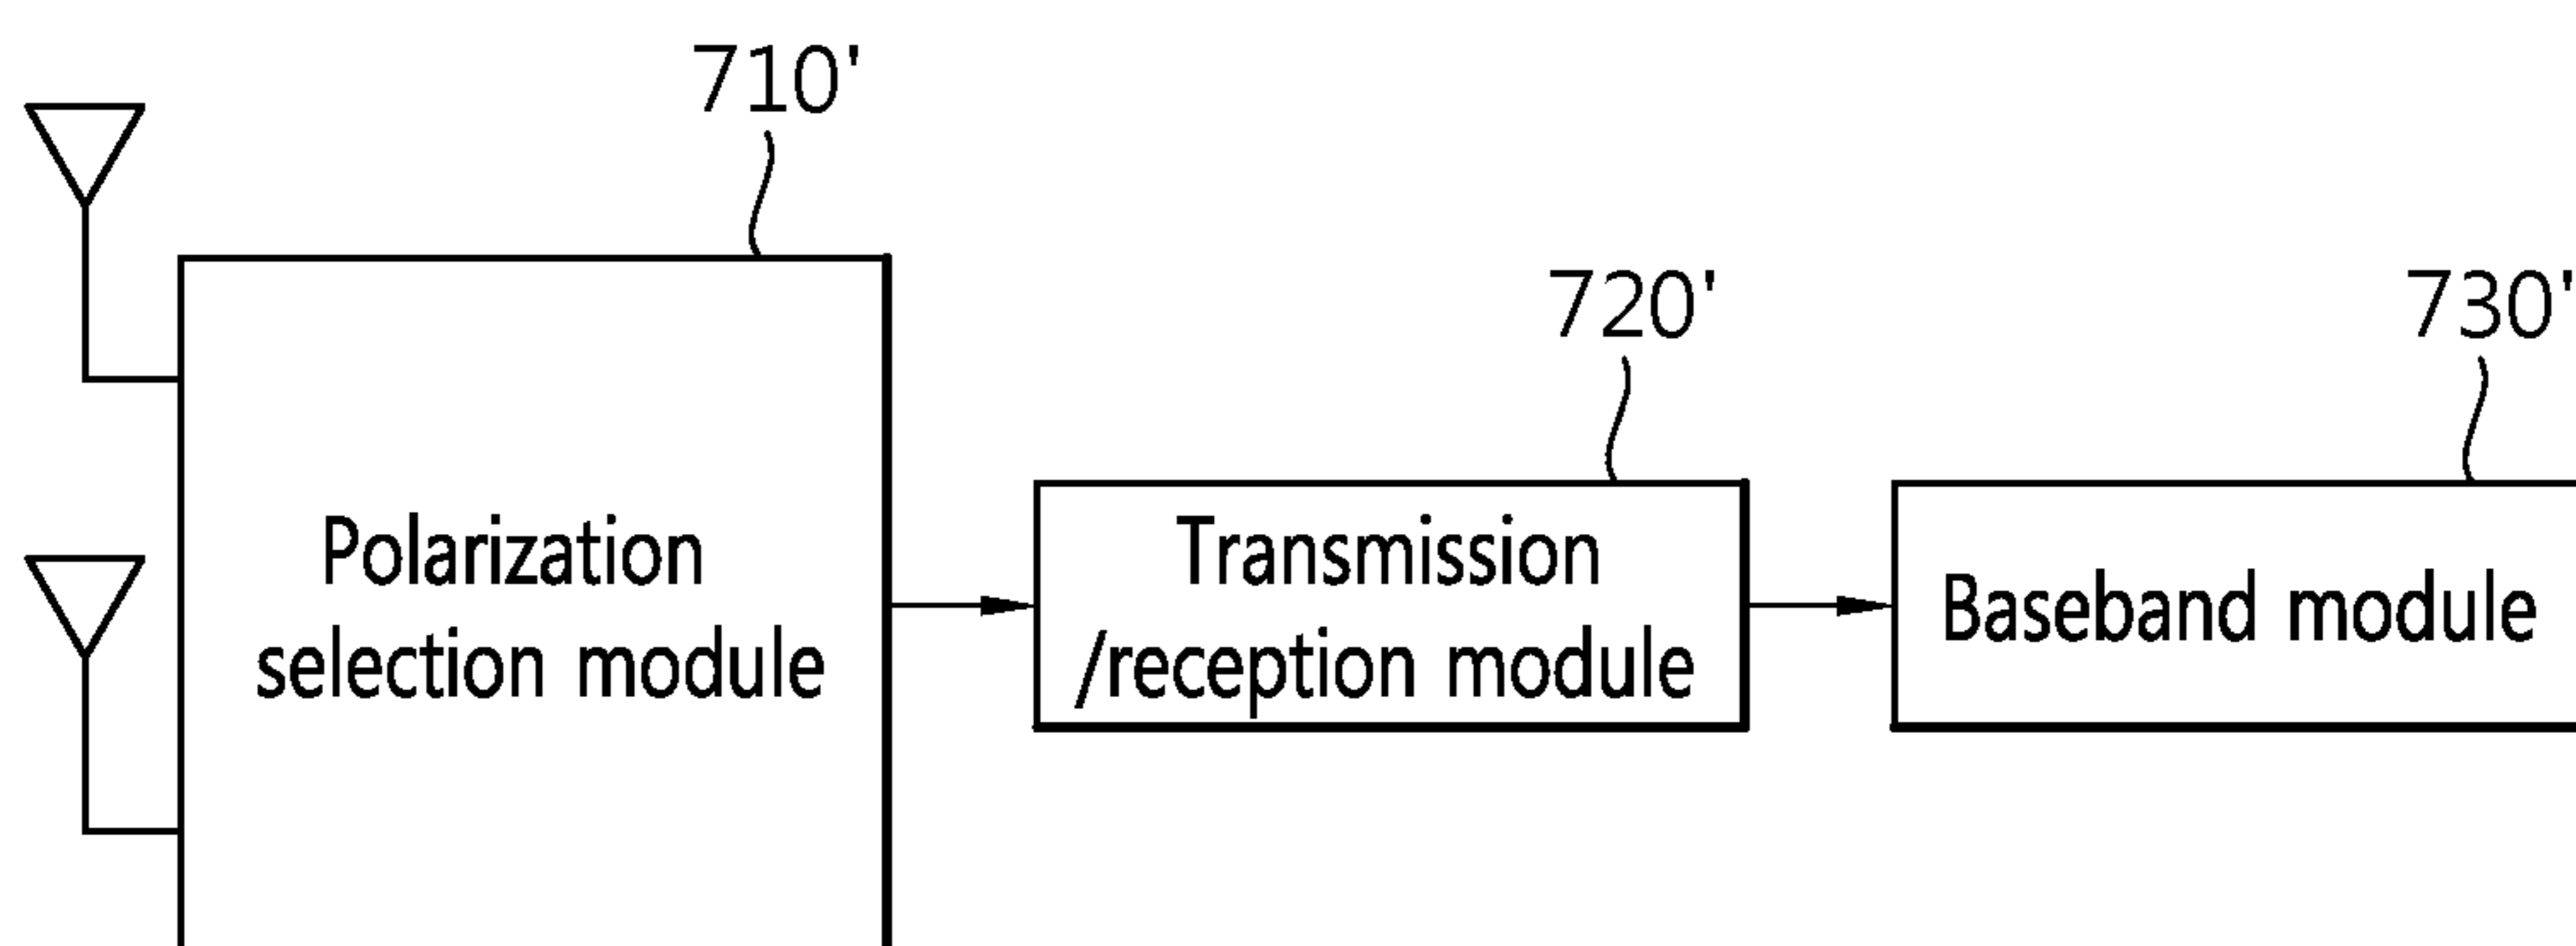 710'
720'
730'
Polarization
selection module
Transmission
/reception module
Baseband module